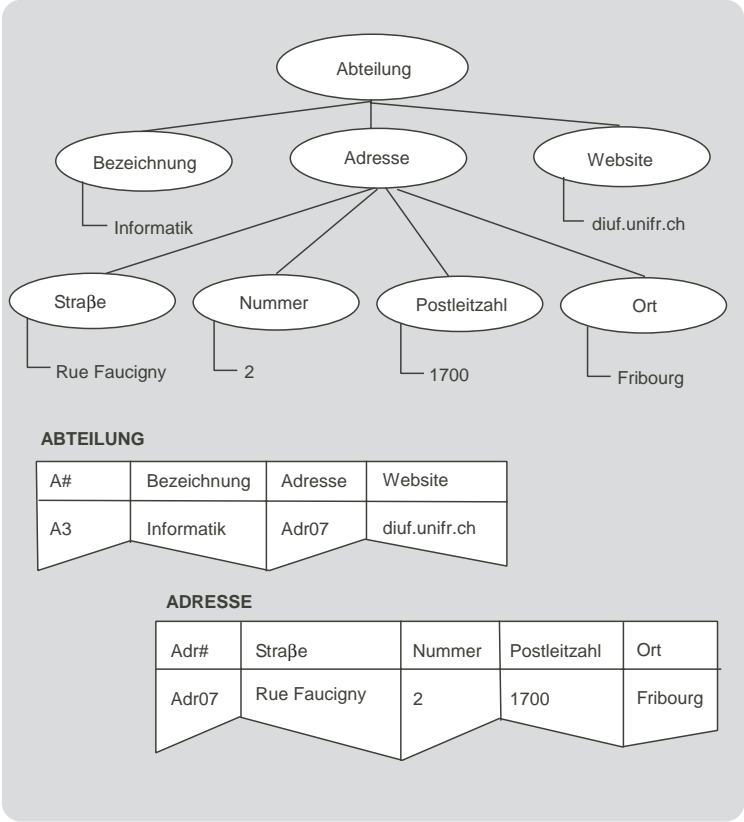 Abteilung
Bezeichnung
Adresse
Website
Informatik
diuf.unifr.ch
Straβe
Nummer
Postleitzahl
Ort
Rue Faucigny
2
1700
Fribourg
ABTEILUNG
A# Bezeichnung Adresse Website
A3 Informatik Adr07 diuf.unifr.ch
ADRESSE
Adr# Straβe Nummer Postleitzahl Ort
Adr07 Rue Faucigny 2 1700 Fribourg